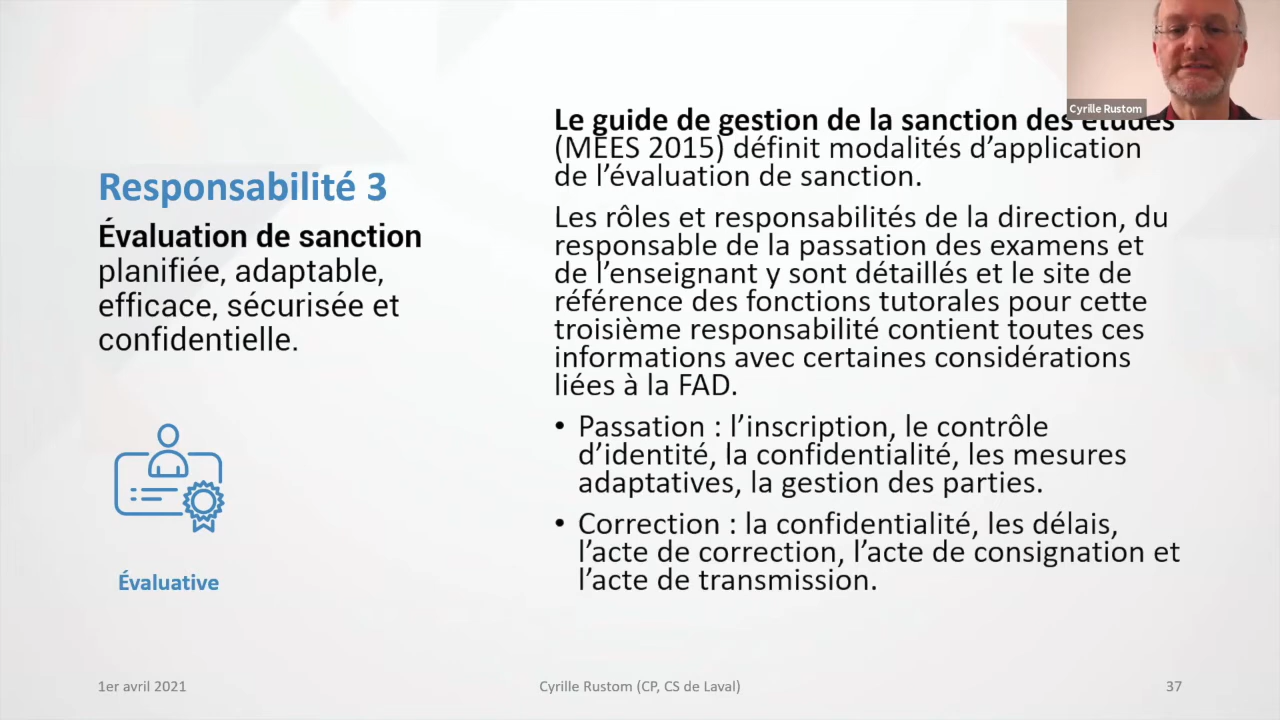 Cyrille Rustom
Responsabilité 3
Évaluation de sanction
planifiée, adaptable,
efficace, sécurisée et
confidentielle.
Évaluative
Le guide de gestion de la sanction des études
(MEES 2015) définit modalités d’application
de l’évaluation de sanction.
Les rôles et responsabilités de la direction, du
responsable de la passation des examens et
de l’enseignant y sont détaillés et le site de
référence des fonctions tutorales pour cette
troisième responsabilité contient toutes ces
informations avec certaines considérations
liées à la FAD.
• Passation : l’inscription, le contrôle
d’identité, la confidentialité, les mesures
adaptatives, la gestion des parties.
• Correction : la confidentialité, les délais,
l’acte de correction, l’acte de consignation et
l’acte de transmission.
1er avril 2021
Cyrille Rustom (CP, CS de Laval)
37